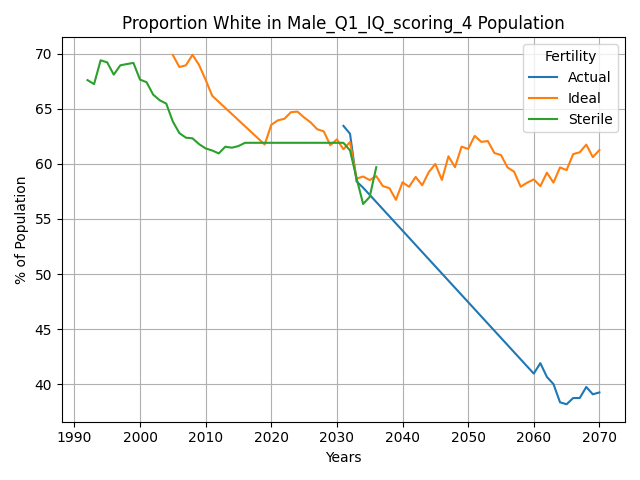 Proportion White in Male_Q1_IQ_scoring_4 Population
Fertility
Actual
Ideal
Sterile
% of Population
70
65
60
55
50
45
40
1990 2000 2010 2020 2030 2040 2050 2060 2070
Years